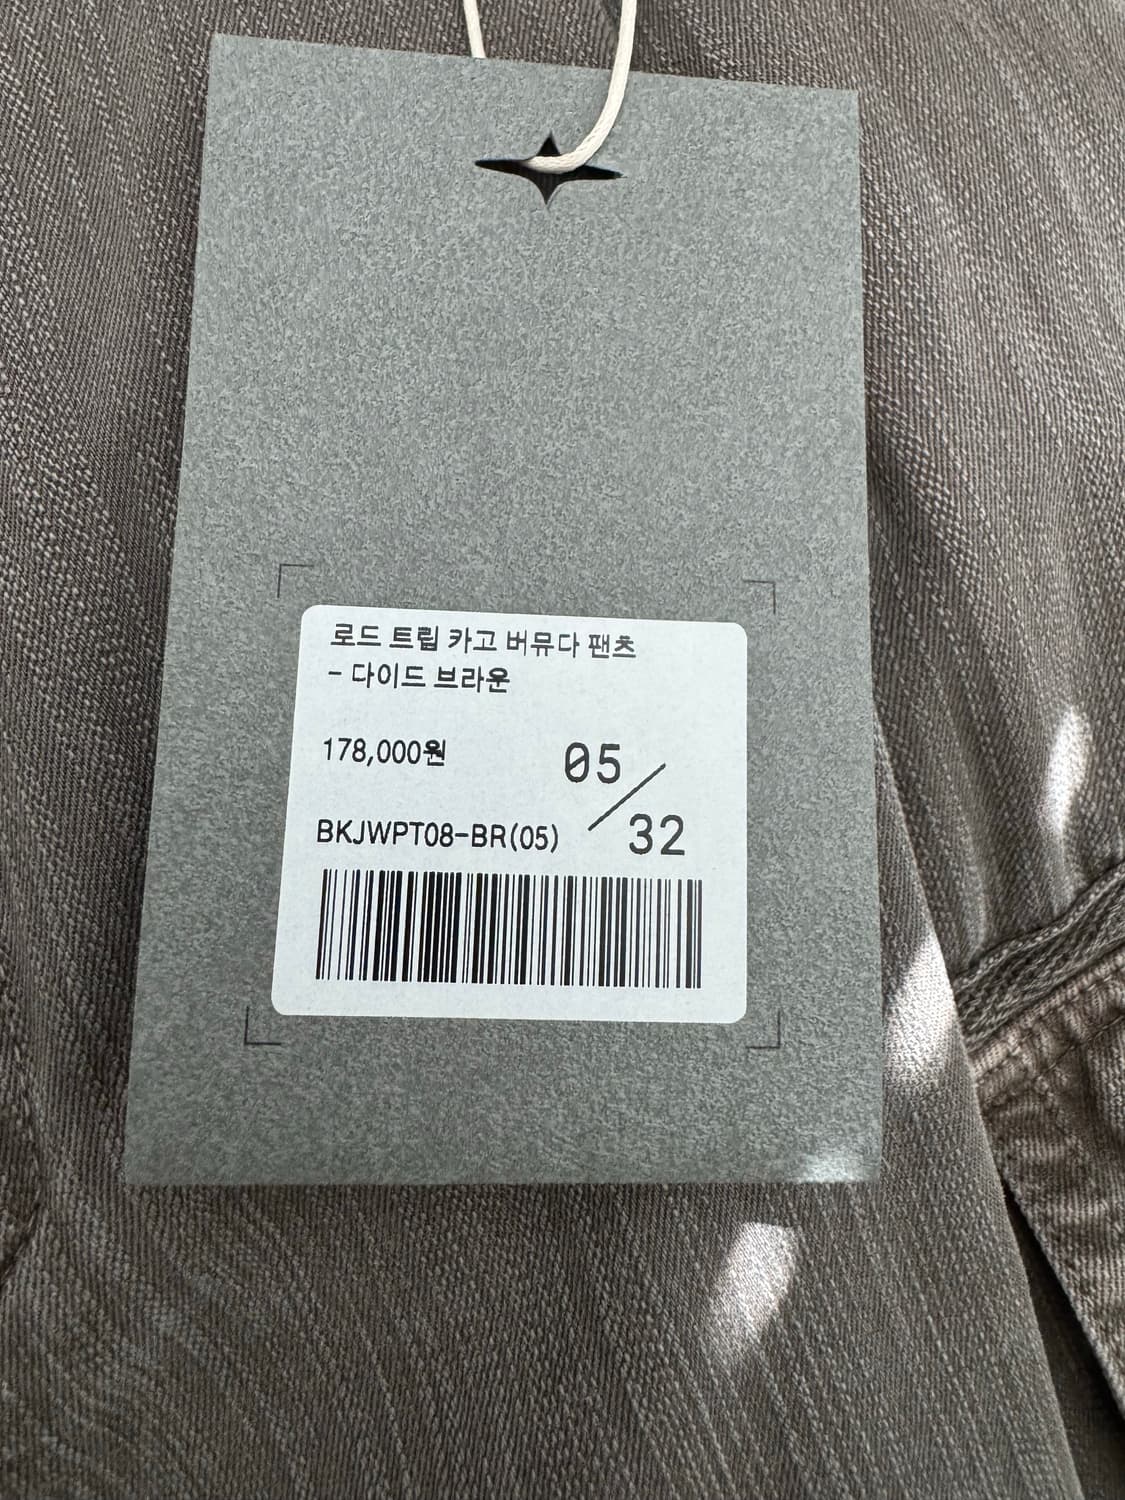 로드 트립 카고 버뮤다 팬츠
- 다이드 브라운
178,000원
05/32
BKJWPT08-BR(05)